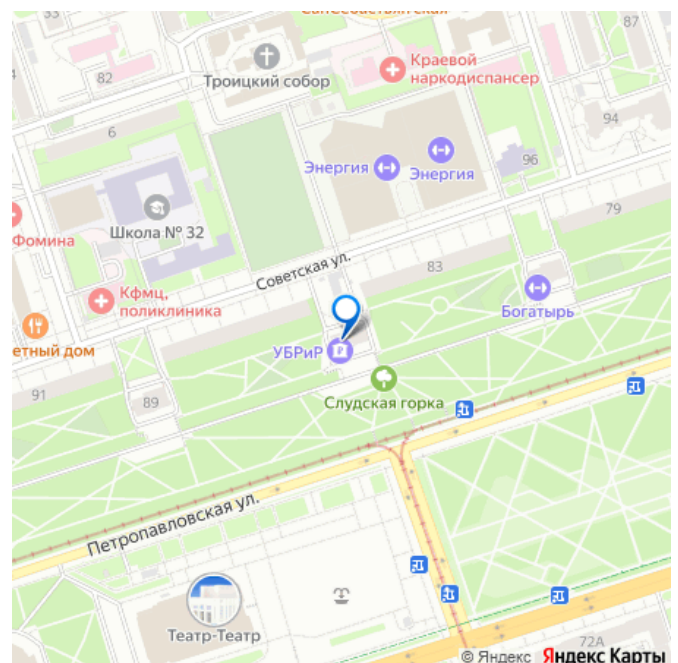 33
87
Краевой
наркодиспансер
82
Троицкий собор
94
6
96
Энергия
Энергия
79
Школа № 32
Фомина
Советская ул.
83
Кфмц,
поликлиника
Богатырь
етный дом
УБРиР
91
89
Слудская горка
Петропавловская ул.
Театр-Театр
72А
© Яндекс Яндекс Карты